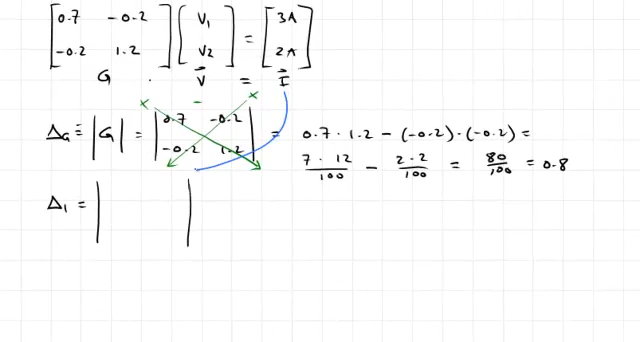 [0.7 -0.2] [V1] = [3A]
[-0.2 1.2] [V2] [2A]
G · V⃗ = I⃗
x - x
ΔG ≡ |G| = |0.7 -0.2| = 0.7 · 1.2 - (-0.2) · (-0.2) =
|-0.2 1.2|
7 · 12/100 - 2 · 2/100 = 80/100 = 0.8
Δ1 = | |